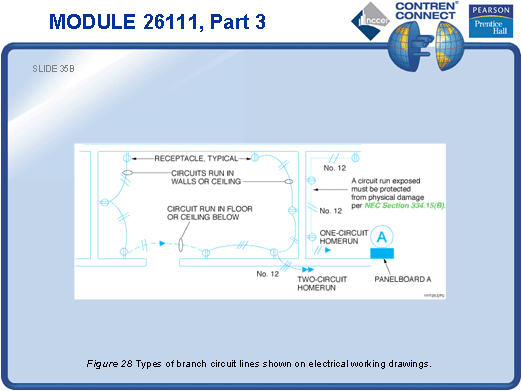 MODULE 26111, Part 3
nccer
CONTREN®
CONNECT
PEARSON
Prentice
Hall
SLIDE 35B
RECEPTACLE, TYPICAL
CIRCUITS RUN IN
WALLS OR CEILING
CIRCUIT RUN IN FLOOR
OR CEILING BELOW
No. 12
No. 12
A circuit run exposed
must be protected
from physical damage
per NEC Section 334.15(B).
ONE-CIRCUIT
HOMERUN
A
No. 12
TWO-CIRCUIT
HOMERUN
PANELBOARD A
Figure 28 Types of branch circuit lines shown on electrical working drawings.